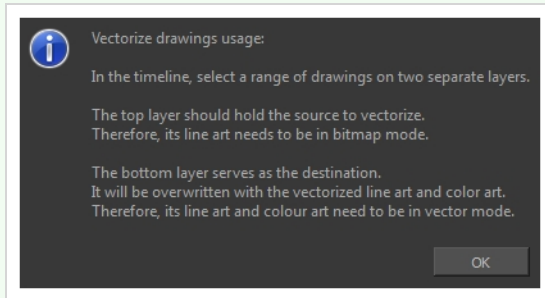 Vectorize drawings usage:
In the timeline, select a range of drawings on two separate layers.
The top layer should hold the source to vectorize.
Therefore, its line art needs to be in bitmap mode.
The bottom layer serves as the destination.
It will be overwritten with the vectorized line art and color art.
Therefore, its line art and colour art need to be in vector mode.
OK